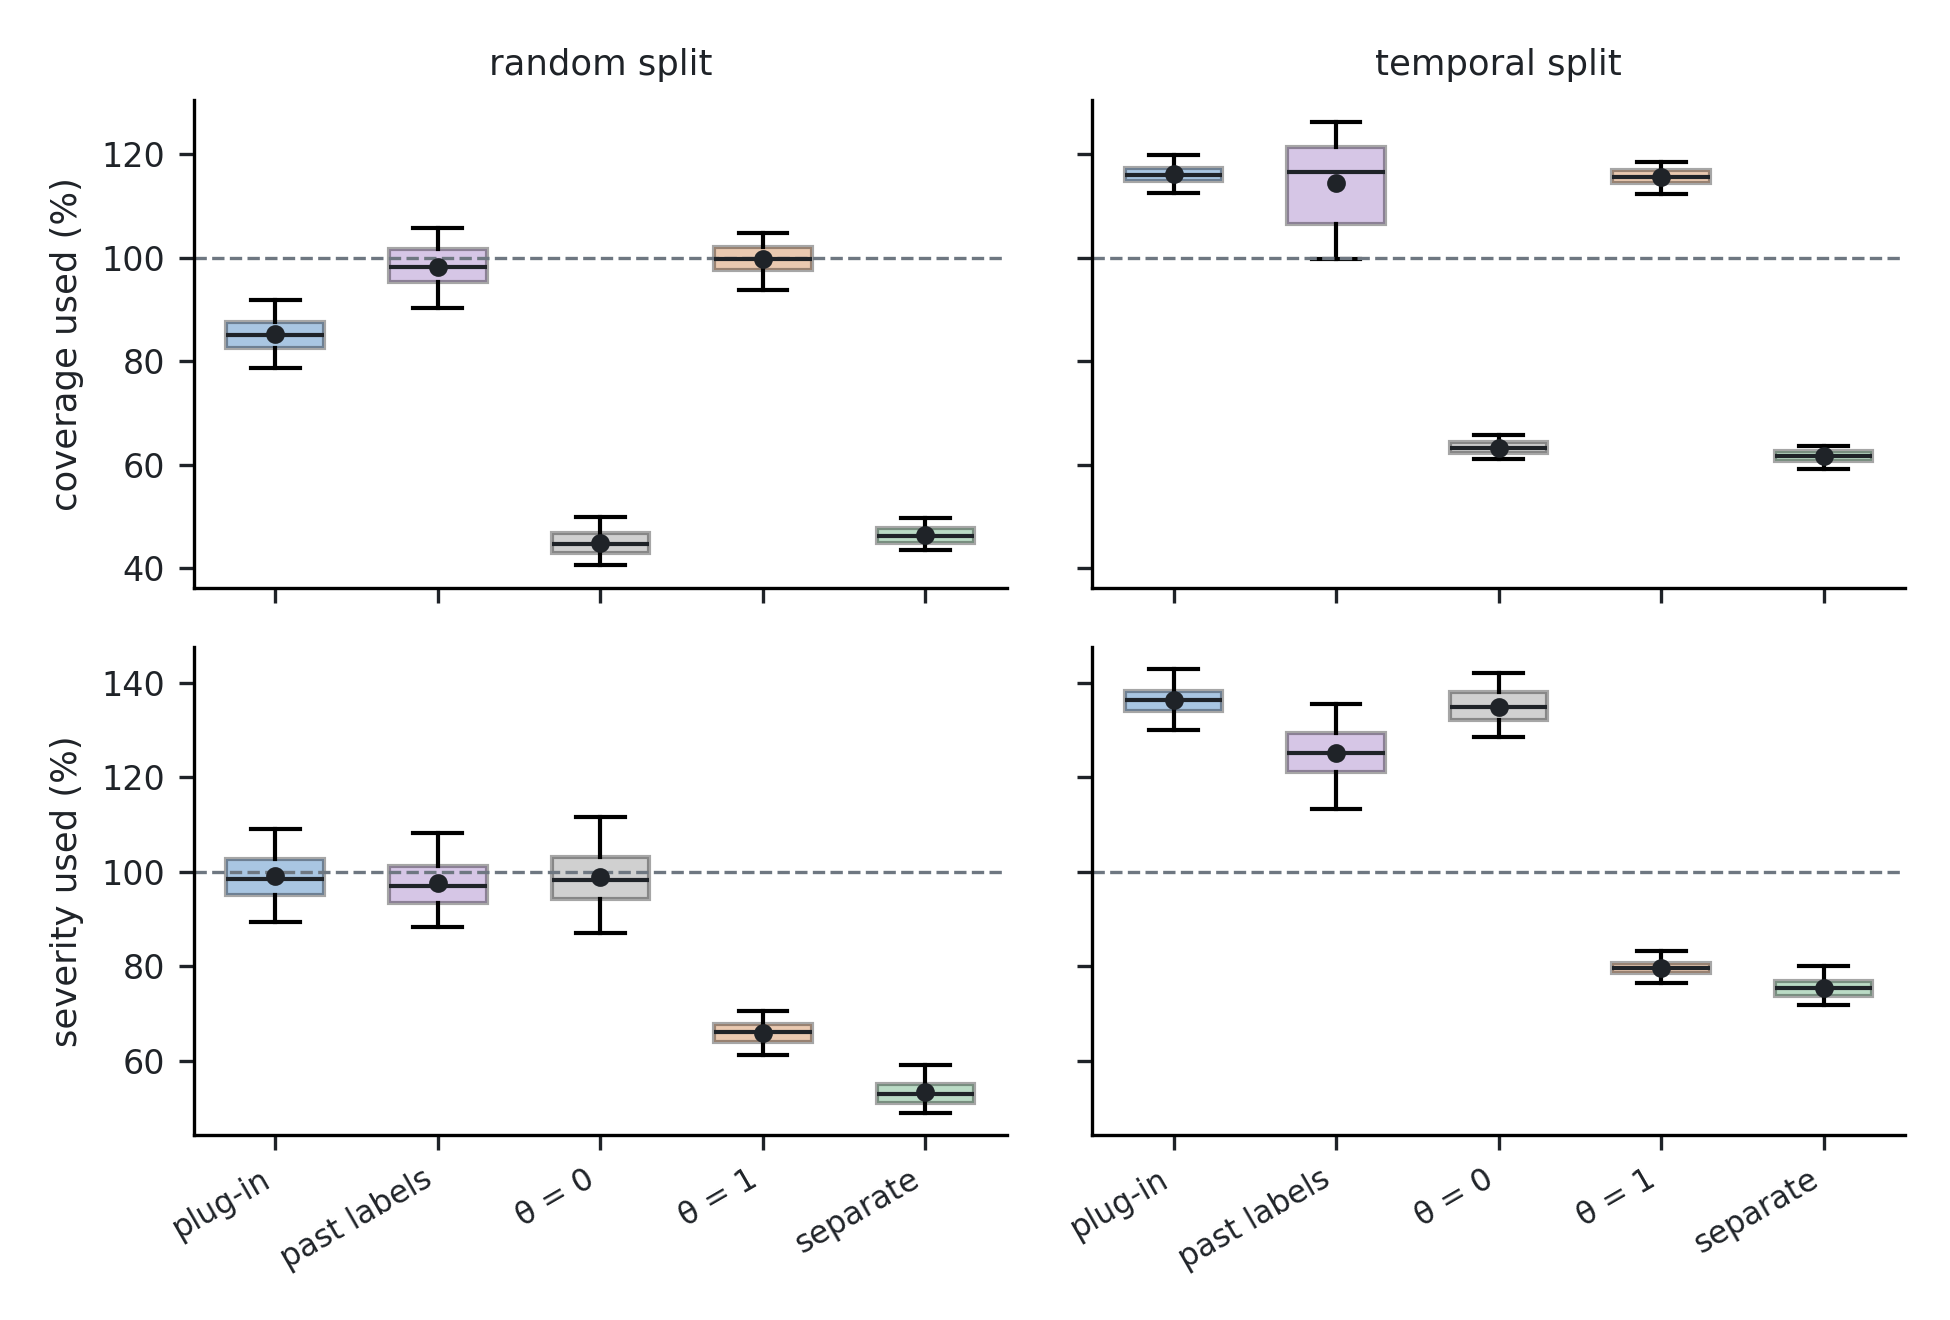 random split
temporal split
coverage used (%)
120
100
80
60
40
severity used (%)
140
120
100
80
60
plug-in
past labels
θ = 0
θ = 1
separate
plug-in
past labels
θ = 0
θ = 1
separate